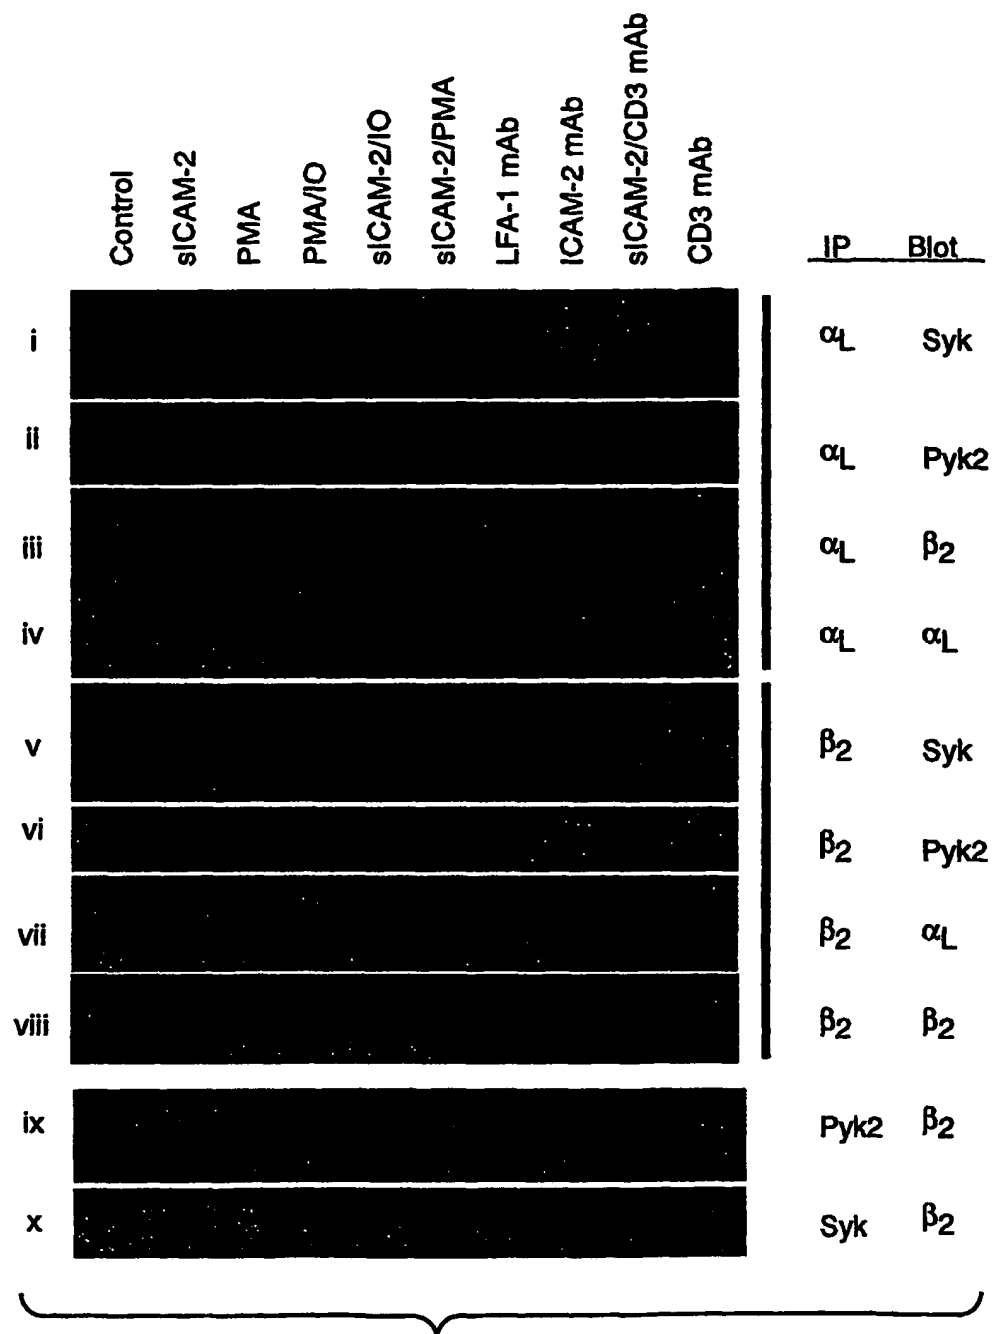 Control sICAM-2 PMA PMA/IO sICAM-2/IO sICAM-2/PMA LFA-1 mAb ICAM-2 mAb sICAM-2/CD3 mAb CD3 mAb
IP Blot
i αL Syk
ii αL Pyk2
iii αL β2
iv αL αL
v β2 Syk
vi β2 Pyk2
vii β2 αL
viii β2 β2
ix Pyk2 β2
x Syk β2